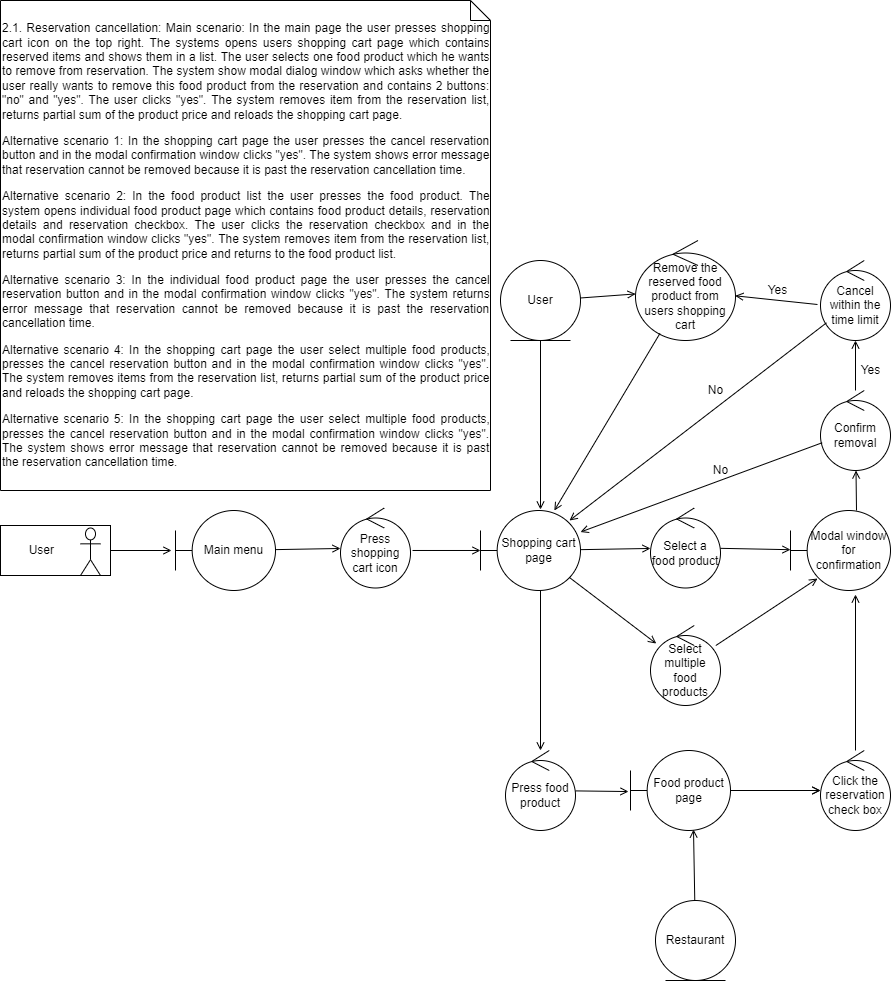 2.1. Reservation cancellation: Main scenario: In the main page the user presses shopping
cart icon on the top right. The systems opens users shopping cart page which contains
reserved items and shows them in a list. The user selects one food product which he wants
to remove from reservation. The system show modal dialog window which asks whether the
user really wants to remove this food product from the reservation and contains 2 buttons:
"no" and "yes". The user clicks "yes". The system removes item from the reservation list,
returns partial sum of the product price and reloads the shopping cart page.
Alternative scenario 1: In the shopping cart page the user presses the cancel reservation
button and in the modal confirmation window clicks "yes". The system shows error message
that reservation cannot be removed because it is past the reservation cancellation time.
Alternative scenario 2: In the food product list the user presses the food product. The
system opens individual food product page which contains food product details, reservation
details and reservation checkbox. The user clicks the reservation checkbox and in the
modal confirmation window clicks "yes". The system removes item from the reservation list,
returns partial sum of the product price and returns to the food product list.
Alternative scenario 3: In the individual food product page the user presses the cancel
reservation button and in the modal confirmation window clicks "yes". The system returns
error message that reservation cannot be removed because it is past the reservation
cancellation time.
Alternative scenario 4: In the shopping cart page the user select multiple food products,
presses the cancel reservation button and in the modal confirmation window clicks "yes".
The system removes items from the reservation list, returns partial sum of the product price
and reloads the shopping cart page.
Alternative scenario 5: In the shopping cart page the user select multiple food products,
presses the cancel reservation button and in the modal confirmation window clicks "yes".
The system shows error message that reservation cannot be removed because it is past
the reservation cancellation time.
User
Remove the
reserved food
product from
users shopping
cart
Yes
Cancel
within the
time limit
No
Yes
Confirm
removal
No
User
Main menu
Press
shopping
cart icon
Shopping cart
page
Select a
food product
Modal window
for
confirmation
Select
multiple
food
products
Press food
product
Food product
page
Click the
reservation
check box
Restaurant